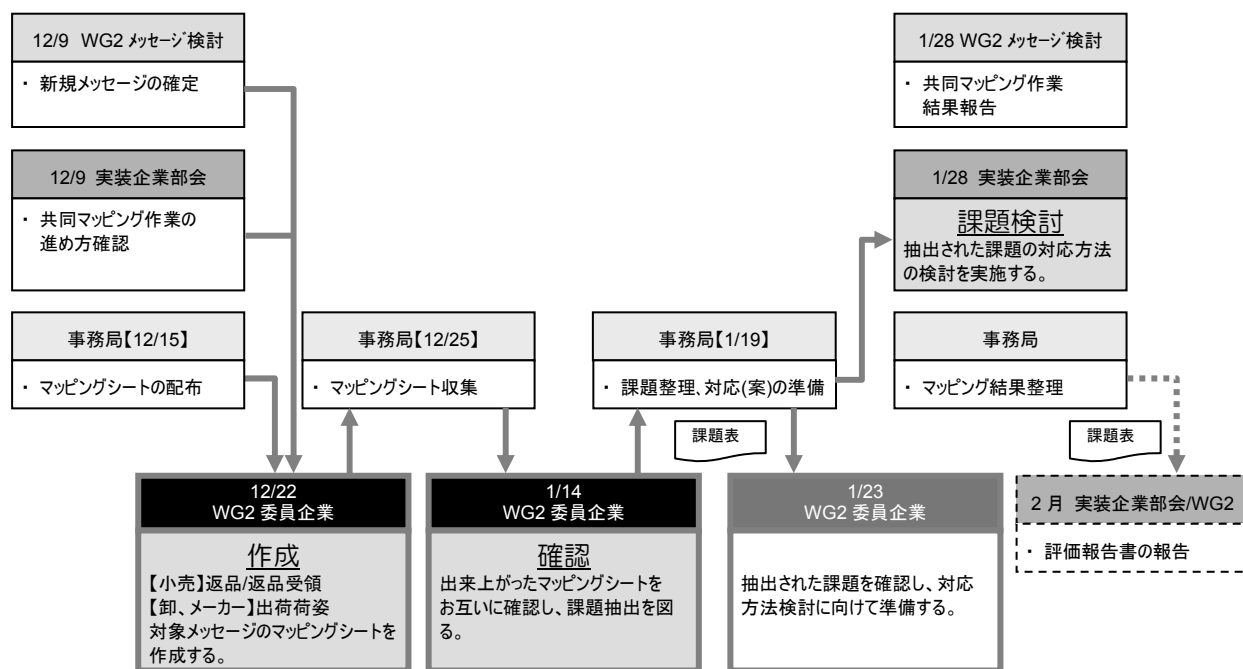 12/9 WG2 メッセージ検討
・ 新規メッセージの確定
12/9 実装企業部会
・ 共同マッピング作業の
進め方確認
事務局【12/15】
・ マッピングシートの配布
事務局【12/25】
・ マッピングシート収集
事務局【1/19】
・ 課題整理、対応(案)の準備
課題表
1/28 WG2 メッセージ検討
・ 共同マッピング作業
結果報告
1/28 実装企業部会
課題検討
抽出された課題の対応方法
の検討を実施する。
事務局
・ マッピング結果整理
課題表
12/22
WG2 委員企業
作成
【小売】返品/返品受領
【卸、メーカー】出荷荷姿
対象メッセージのマッピングシートを
作成する。
1/14
WG2 委員企業
確認
出来上がったマッピングシートを
お互いに確認し、課題抽出を図
る。
1/23
WG2 委員企業
抽出された課題を確認し、対応
方法検討に向けて準備する。
2 月 実装企業部会/WG2
・ 評価報告書の報告